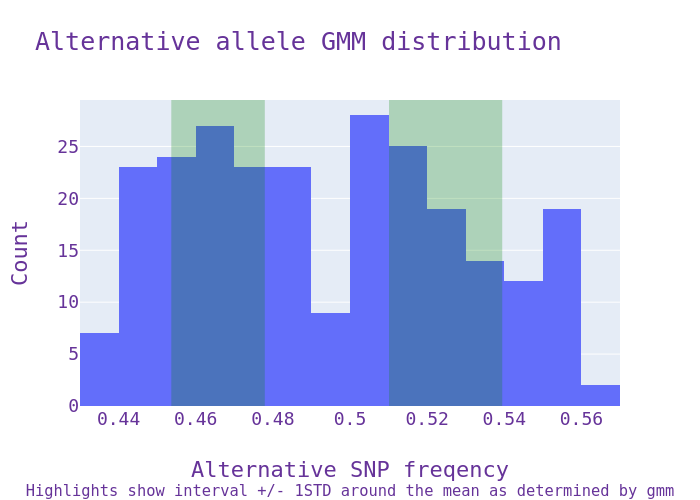 Alternative allele GMM distribution
Count
25
20
15
10
5
0
0.44 0.46 0.48 0.5 0.52 0.54 0.56
Alternative SNP freqency
Highlights show interval +/- 1STD around the mean as determined by gmm